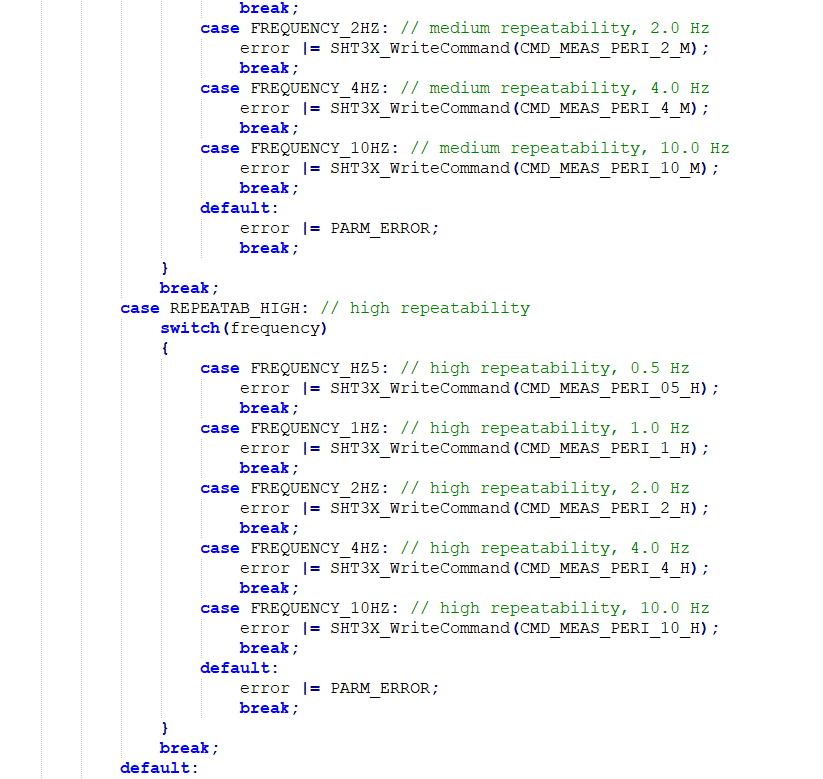 break;
                    case FREQUENCY_2HZ: // medium repeatability, 2.0 Hz
                        error |= SHT3X_WriteCommand(CMD_MEAS_PERI_2_M);
                        break;
                    case FREQUENCY_4HZ: // medium repeatability, 4.0 Hz
                        error |= SHT3X_WriteCommand(CMD_MEAS_PERI_4_M);
                        break;
                    case FREQUENCY_10HZ: // medium repeatability, 10.0 Hz
                        error |= SHT3X_WriteCommand(CMD_MEAS_PERI_10_M);
                        break;
                    default:
                        error |= PARM_ERROR;
                        break;
                }
                break;
            case REPEATAB_HIGH: // high repeatability
                switch(frequency)
                {
                    case FREQUENCY_HZ5: // high repeatability, 0.5 Hz
                        error |= SHT3X_WriteCommand(CMD_MEAS_PERI_05_H);
                        break;
                    case FREQUENCY_1HZ: // high repeatability, 1.0 Hz
                        error |= SHT3X_WriteCommand(CMD_MEAS_PERI_1_H);
                        break;
                    case FREQUENCY_2HZ: // high repeatability, 2.0 Hz
                        error |= SHT3X_WriteCommand(CMD_MEAS_PERI_2_H);
                        break;
                    case FREQUENCY_4HZ: // high repeatability, 4.0 Hz
                        error |= SHT3X_WriteCommand(CMD_MEAS_PERI_4_H);
                        break;
                    case FREQUENCY_10HZ: // high repeatability, 10.0 Hz
                        error |= SHT3X_WriteCommand(CMD_MEAS_PERI_10_H);
                        break;
                    default:
                        error |= PARM_ERROR;
                        break;
                }
                break;
            default: